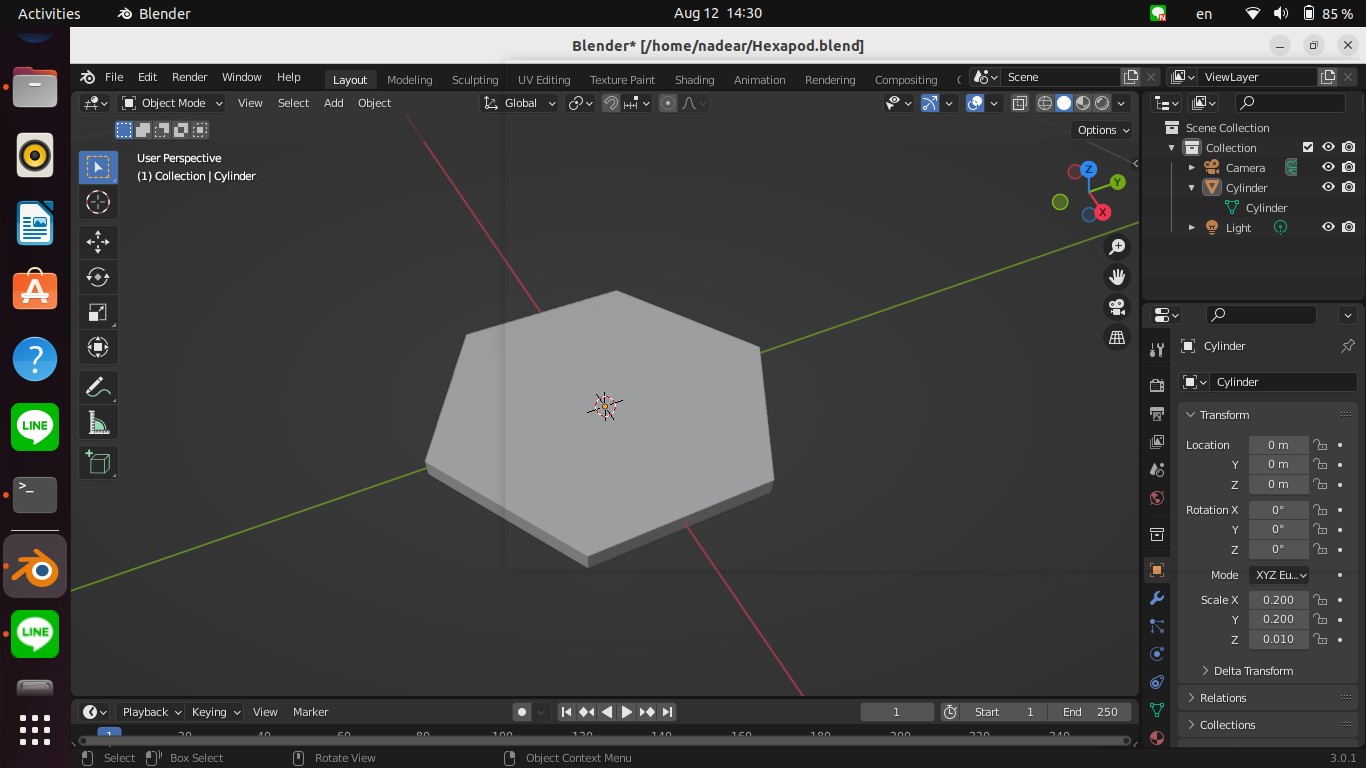 Activities Blender Aug 12 14:30 en 85 %
Blender* [/home/nadear/Hexapod.blend]
File Edit Render Window Help Layout Modeling Sculpting UV Editing Texture Paint Shading Animation Rendering Compositing Scene ViewLayer
Object Mode View Select Add Object Global
Options
User Perspective
(1) Collection | Cylinder
Z
Y
X
Scene Collection
Collection
Camera
Cylinder
Cylinder
Light
Cylinder
Cylinder
Transform
Location 0 m
Y 0 m
Z 0 m
Rotation X 0°
Y 0°
Z 0°
Mode XYZ Eu...
Scale X 0.200
Y 0.200
Z 0.010
Delta Transform
Relations
Collections
LINE
>_
LINE
Playback Keying View Marker 1 Start 1 End 250
1 20 40 60 80 100 120 140 160 180 200 220 240
Select Box Select Rotate View Object Context Menu 3.0.1